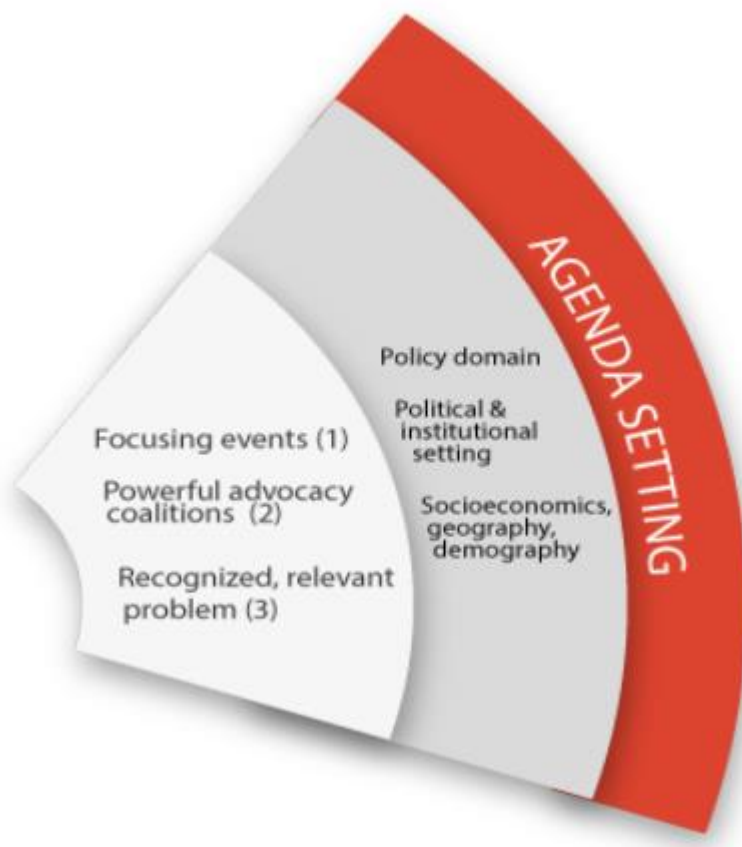 Focusing events (1)
Powerful advocacy
coalitions (2)
Recognized, relevant
problem (3)
Policy domain
Political &
institutional
setting
Socioeconomics,
geography,
demography
AGENDA SETTING